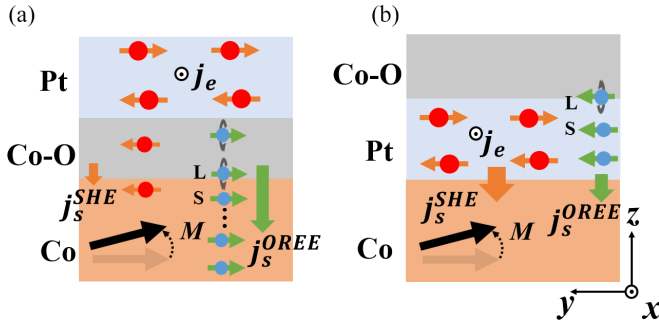 (a)
Pt
j_e
Co-O
L
S
j_s^{SHE}
M
j_s^{OREE}
Co
(b)
Co-O
L
S
j_e
Pt
j_s^{SHE}
M
j_s^{OREE}
Co
z
y
x